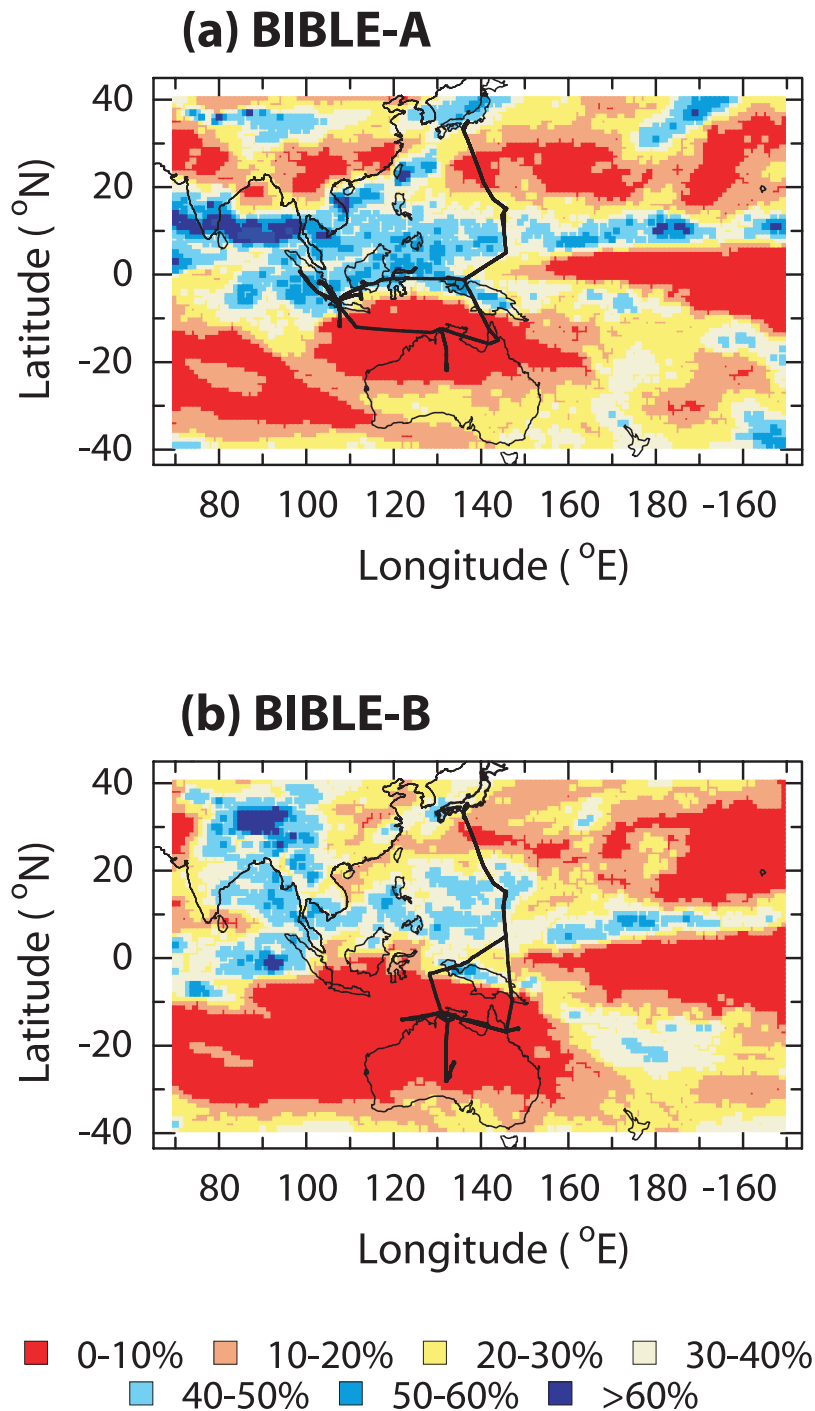 (a) BIBLE-A
40
20
0
-20
-40
Latitude ( °N)
80 100 120 140 160 180 -160
Longitude ( °E)
(b) BIBLE-B
40
20
0
-20
-40
Latitude ( °N)
80 100 120 140 160 180 -160
Longitude ( °E)
0-10% 10-20% 20-30% 30-40%
40-50% 50-60% >60%